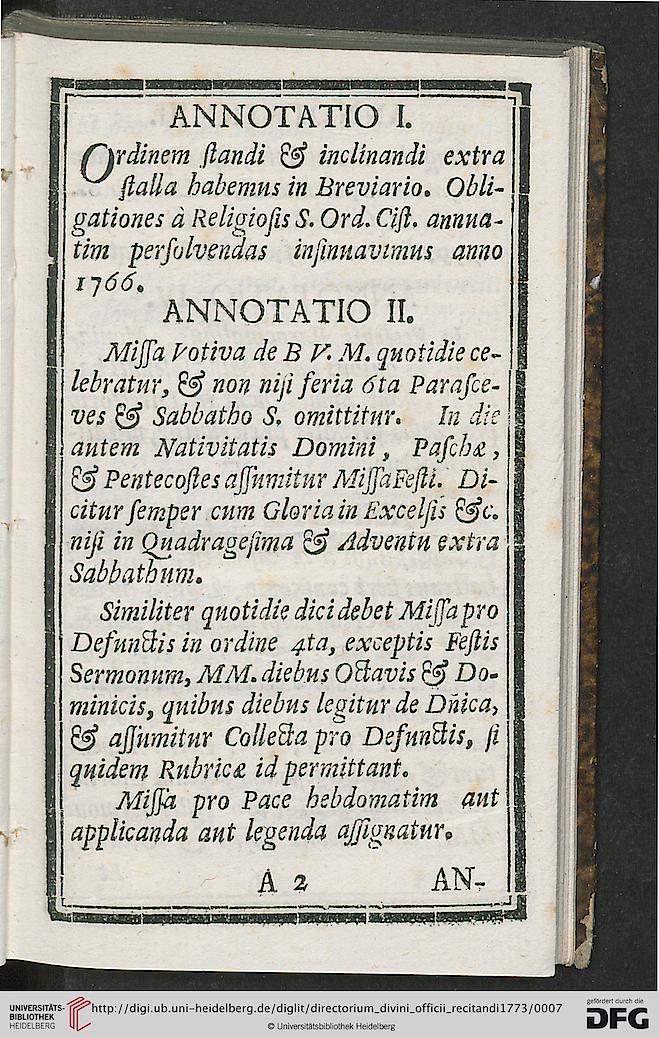 ANNOTATIO I.
Ordinem ſtandi & inclinandi extra
ſtalla habemus in Breviario. Obli-
gationes à Religioſis S. Ord. Ciſt. annua-
tim perſolvendas inſinuavimus anno
1766.
ANNOTATIO II.
Miſſa Votiva de B V. M. quotidie ce-
lebratur, & non niſi feria 6ta Paraſce-
ves & Sabbatho S. omittitur. In die
autem Nativitatis Domini, Paſchæ,
& Pentecoſtes aſſumitur Miſſa Feſti. Di-
citur ſemper cum Gloria in Excelſis &c.
niſi in Quadrageſima & Adventu extra
Sabbathum.
Similiter quotidie dici debet Miſſa pro
Defunctis in ordine 4ta, exceptis Feſtis
Sermonum, MM. diebus Octavis & Do-
minicis, quibus diebus legitur de Dñica,
& aſſumitur Collecta pro Defunctis, ſi
quidem Rubricæ id permittant.
Miſſa pro Pace hebdomatim aut
applicanda aut legenda aſſignatur.
A 2 AN-
UNIVERSITÄTS-
BIBLIOTHEK
HEIDELBERG
http://digi.ub.uni-heidelberg.de/diglit/directorium_divini_officii_recitandi1773/0007
© Universitätsbibliothek Heidelberg
gefördert durch die
DFG